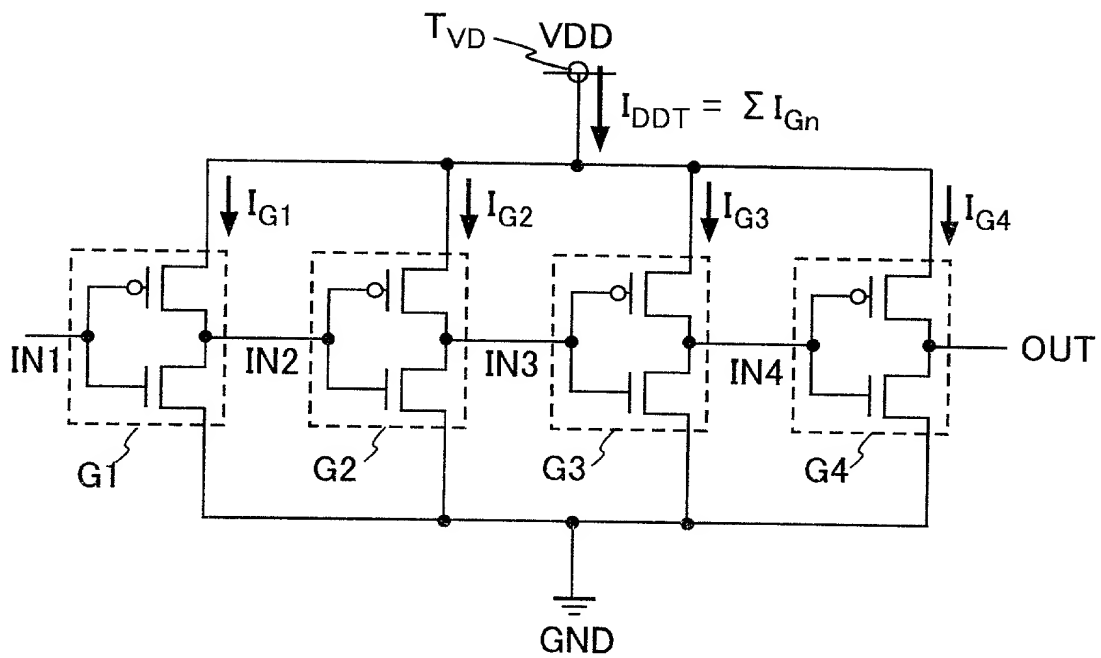 T_VD VDD
I_DDT = Σ I_Gn
I_G1 I_G2 I_G3 I_G4
IN1 IN2 IN3 IN4 OUT
G1 G2 G3 G4
GND